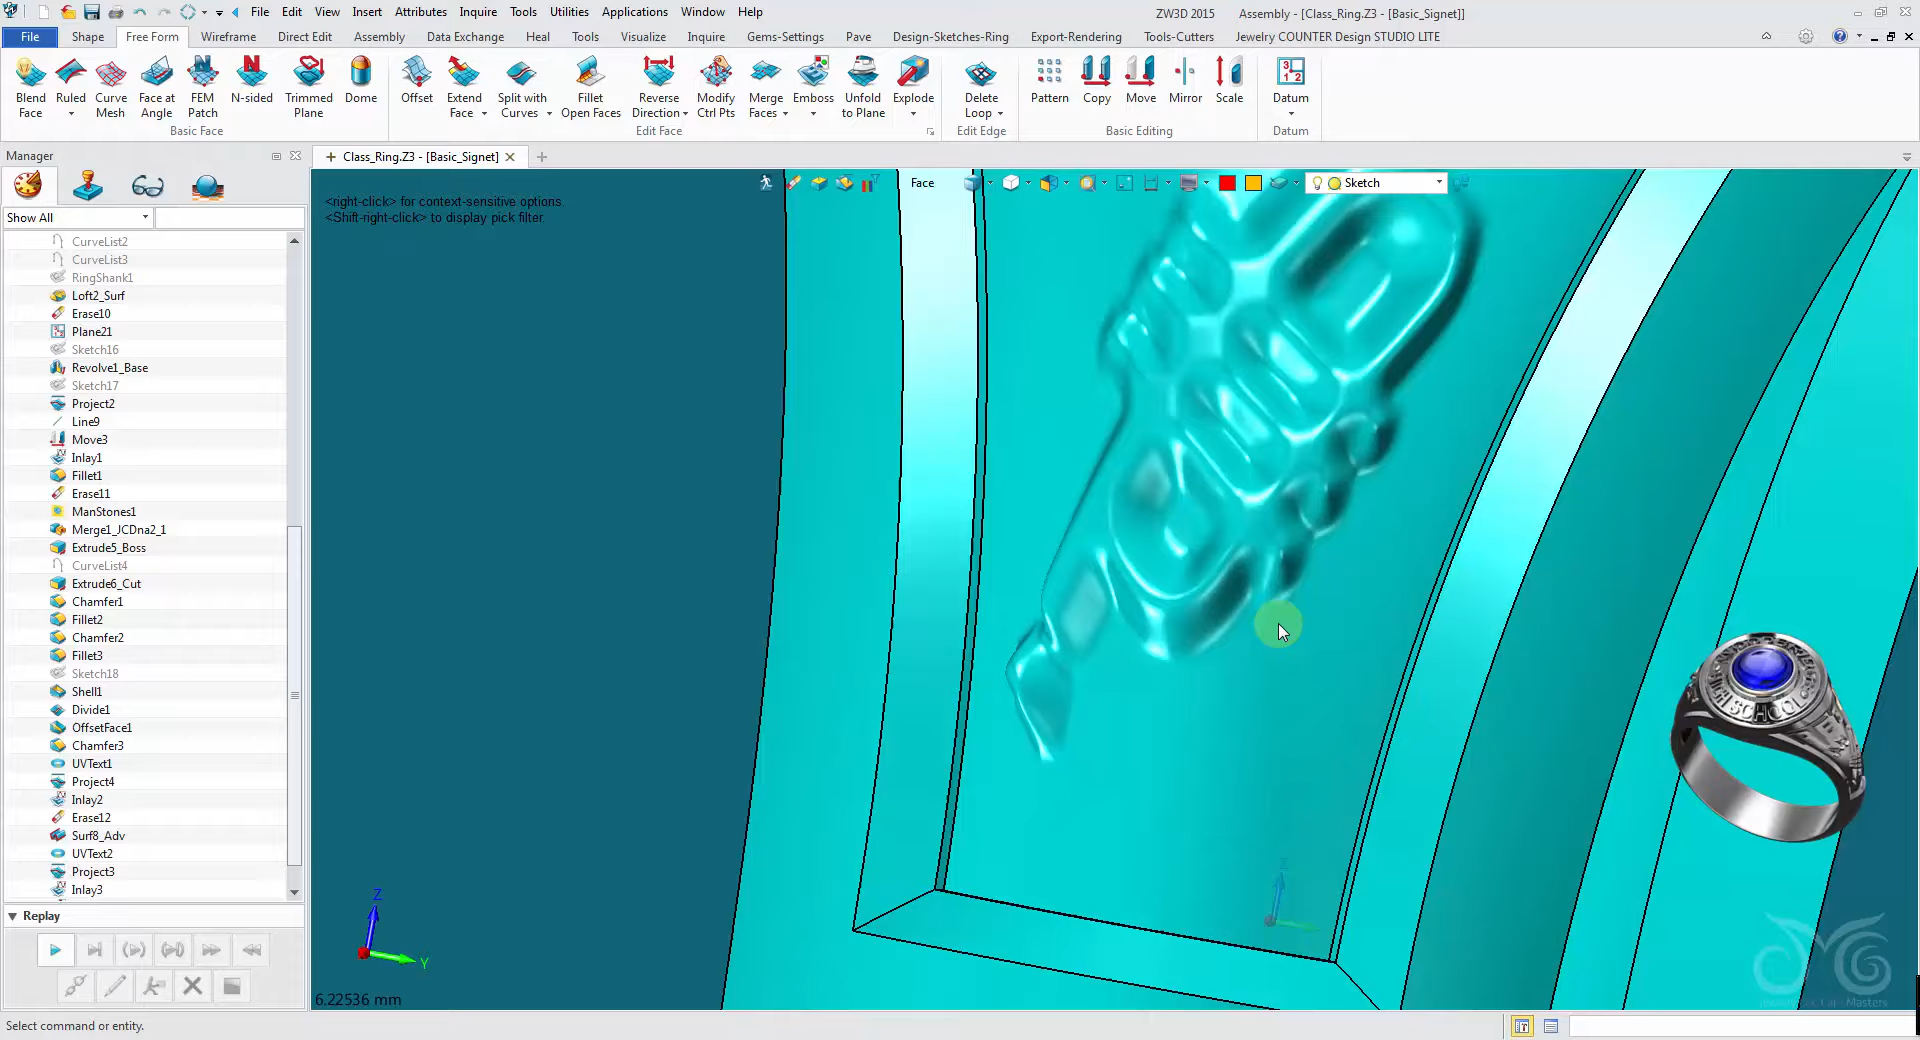 File Edit View Insert Attributes Inquire Tools Utilities Applications Window Help
ZW3D 2015 Assembly - [Class_Ring.Z3 - [Basic_Signet]]
File Shape Free Form Wireframe Direct Edit Assembly Data Exchange Heal Tools Visualize Inquire Gems-Settings Pave Design-Sketches-Ring Export-Rendering Tools-Cutters Jewelry COUNTER Design STUDIO LITE
Blend Face
Ruled
Curve Mesh
Face at Angle
FEM Patch
N-sided
Trimmed Plane
Dome
Offset
Extend Face
Split with Curves
Fillet Open Faces
Reverse Direction
Modify Ctrl Pts
Merge Faces
Emboss
Unfold to Plane
Explode
Delete Loop
Pattern
Copy
Move
Mirror
Scale
Datum
Basic Face
Edit Face
Edit Edge
Basic Editing
Datum
Manager
Class_Ring.Z3 - [Basic_Signet]
Face
Sketch
<right-click> for context-sensitive options.
<Shift-right-click> to display pick filter.
Show All
CurveList2
CurveList3
RingShank1
Loft2_Surf
Erase10
Plane21
Sketch16
Revolve1_Base
Sketch17
Project2
Line9
Move3
Inlay1
Fillet1
Erase11
ManStones1
Merge1_JCDna2_1
Extrude5_Boss
CurveList4
Extrude6_Cut
Chamfer1
Fillet2
Chamfer2
Fillet3
Sketch18
Shell1
Divide1
OffsetFace1
Chamfer3
UVText1
Project4
Inlay2
Erase12
Surf8_Adv
UVText2
Project3
Inlay3
Replay
Z
Y
6.22536 mm
HIGH SCHOOL
Select command or entity.